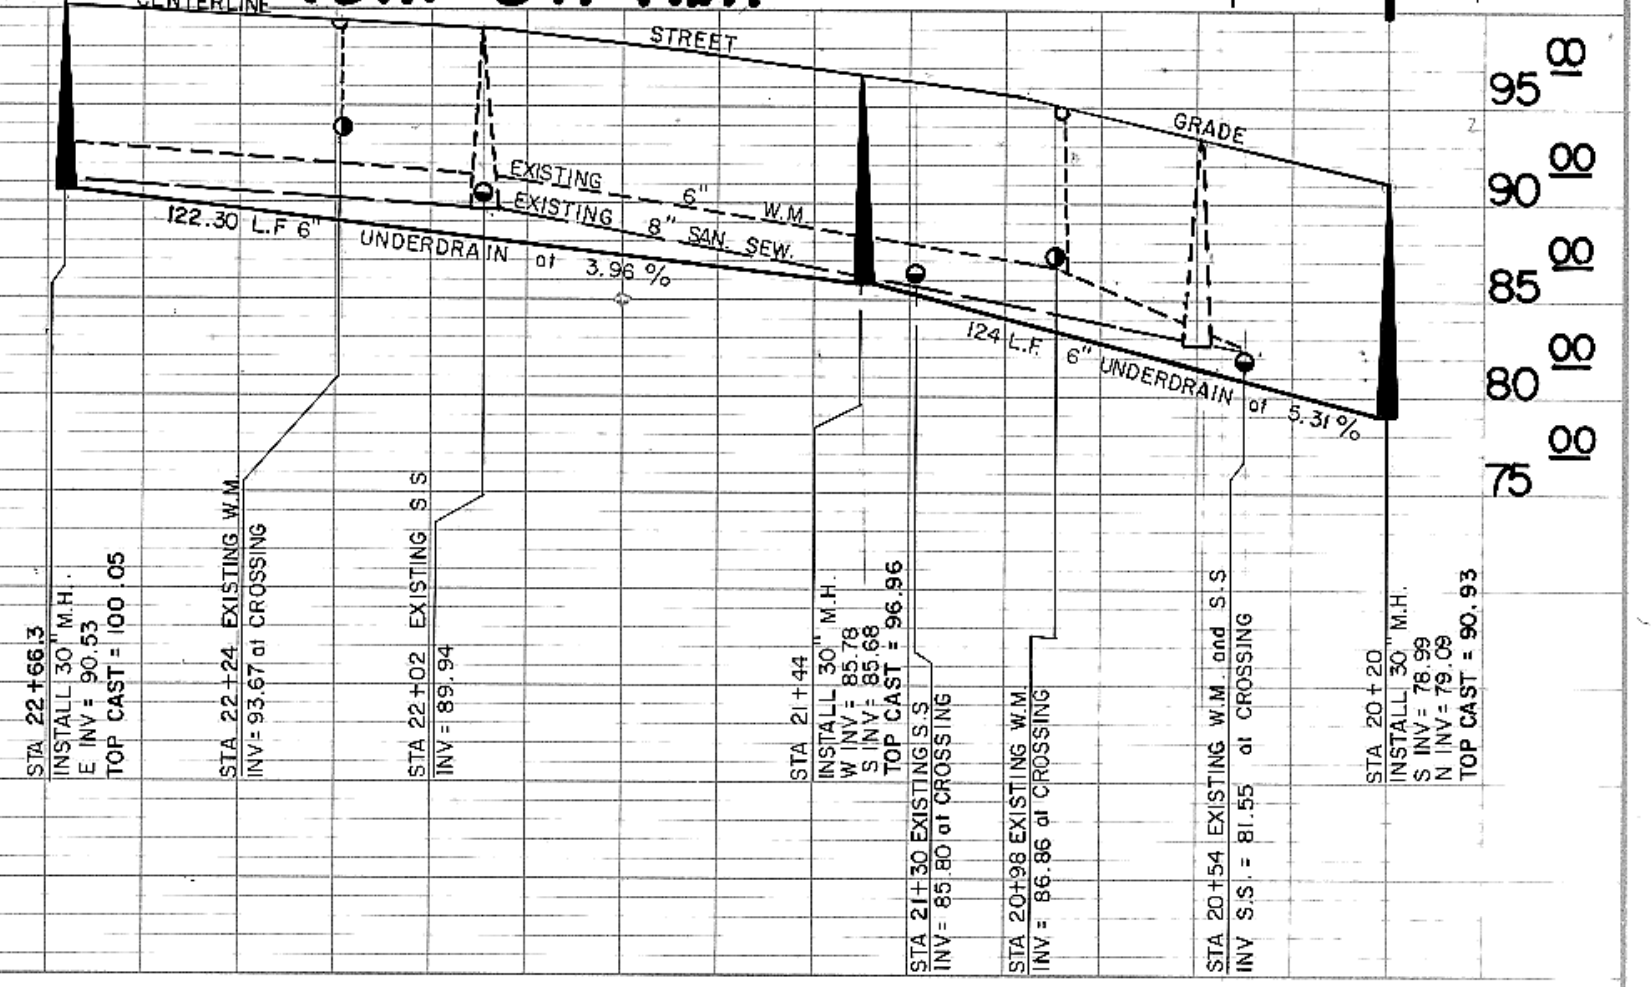 CENTERLINE
STREET
GRADE
EXISTING 6" W.M.
EXISTING 8" SAN. SEW.
122.30 L.F 6" UNDERDRAIN at 3.96 %
124 L.F. 6" UNDERDRAIN at 5.31 %
95 00
90 00
85 00
80 00
75 00
STA 22+66.3
INSTALL 30" M.H.
E INV = 90.53
TOP CAST = 100.05
STA 22+24 EXISTING W.M.
INV = 93.67 at CROSSING
STA 22+02 EXISTING S S
INV = 89.94
STA 21+44
INSTALL 30" M.H.
W INV = 85.78
S INV = 85.68
TOP CAST = 96.96
STA 21+30 EXISTING S.S
INV = 85.80 at CROSSING
STA 20+98 EXISTING W.M.
INV = 86.86 at CROSSING
STA 20+54 EXISTING W.M. and S.S
INV S.S. = 81.55 at CROSSING
STA 20+20
INSTALL 30" M.H.
S INV = 78.99
N INV = 79.09
TOP CAST = 90.93